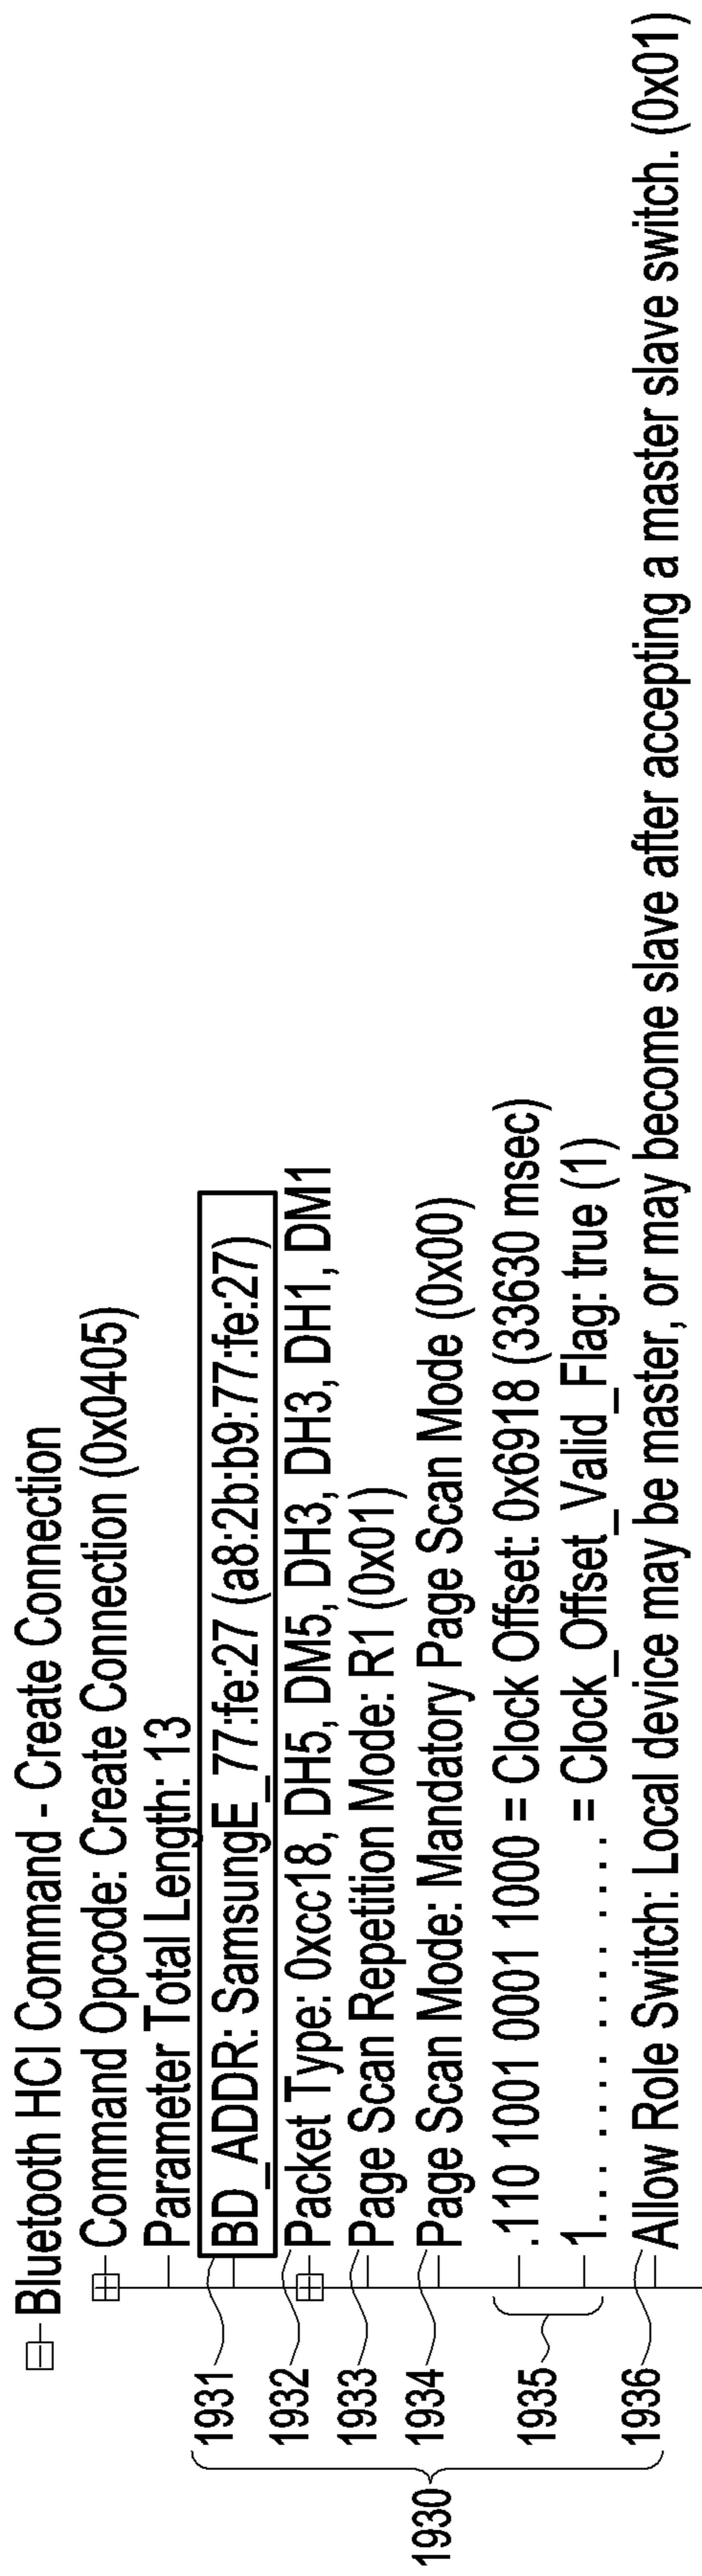 Bluetooth HCI Command - Create Connection
Command Opcode: Create Connection (0x0405)
Parameter Total Length: 13
1931 BD_ADDR: SamsungE_77:fe:27 (a8:2b:b9:77:fe:27)
1932 Packet Type: 0xcc18, DH5, DM5, DH3, DH3, DH1, DM1
1933 Page Scan Repetition Mode: R1 (0x01)
1934 Page Scan Mode: Mandatory Page Scan Mode (0x00)
.110 1001 0001 1000 = Clock Offset: 0x6918 (33630 msec)
1935
1... .... .... .... = Clock_Offset_Valid_Flag: true (1)
1936 Allow Role Switch: Local device may be master, or may become slave after accepting a master slave switch. (0x01)
1930